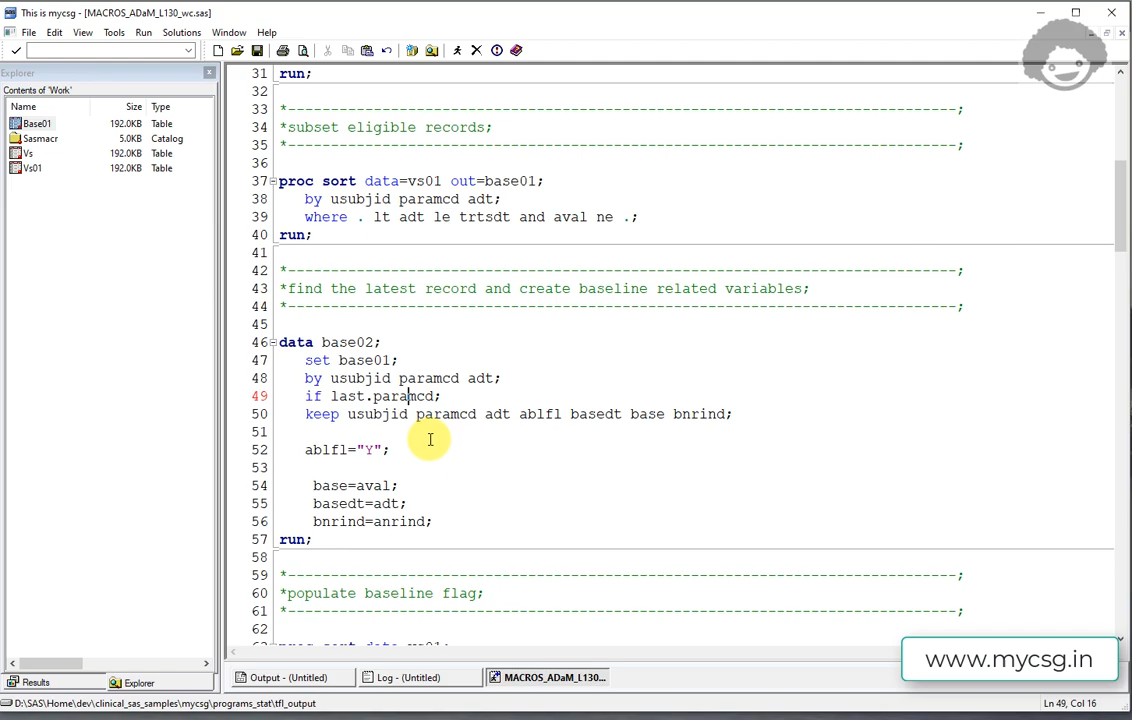 This is mycsg - [MACROS_ADaM_L130_wc.sas]
File Edit View Tools Run Solutions Window Help
Explorer
Contents of 'Work'
Name Size Type
Base01 192.0KB Table
Sasmacr 5.0KB Catalog
Vs 192.0KB Table
Vs01 192.0KB Table
31 run;
32
33 *------------------------------------------------------------------------------;
34 *subset eligible records;
35 *------------------------------------------------------------------------------;
36
37 proc sort data=vs01 out=base01;
38 by usubjid paramcd adt;
39 where . lt adt le trtsdt and aval ne .;
40 run;
41
42 *------------------------------------------------------------------------------;
43 *find the latest record and create baseline related variables;
44 *------------------------------------------------------------------------------;
45
46 data base02;
47 set base01;
48 by usubjid paramcd adt;
49 if last.paramcd;
50 keep usubjid paramcd adt ablfl basedt base bnrind;
51
52 ablfl="Y";
53
54 base=aval;
55 basedt=adt;
56 bnrind=anrind;
57 run;
58
59 *------------------------------------------------------------------------------;
60 *populate baseline flag;
61 *------------------------------------------------------------------------------;
62
www.mycsg.in
Results Explorer
Output - (Untitled) Log - (Untitled) MACROS_ADaM_L130...
D:\SAS\Home\dev\clinical_sas_samples\mycsg\programs_stat\tfl_output
Ln 49, Col 16